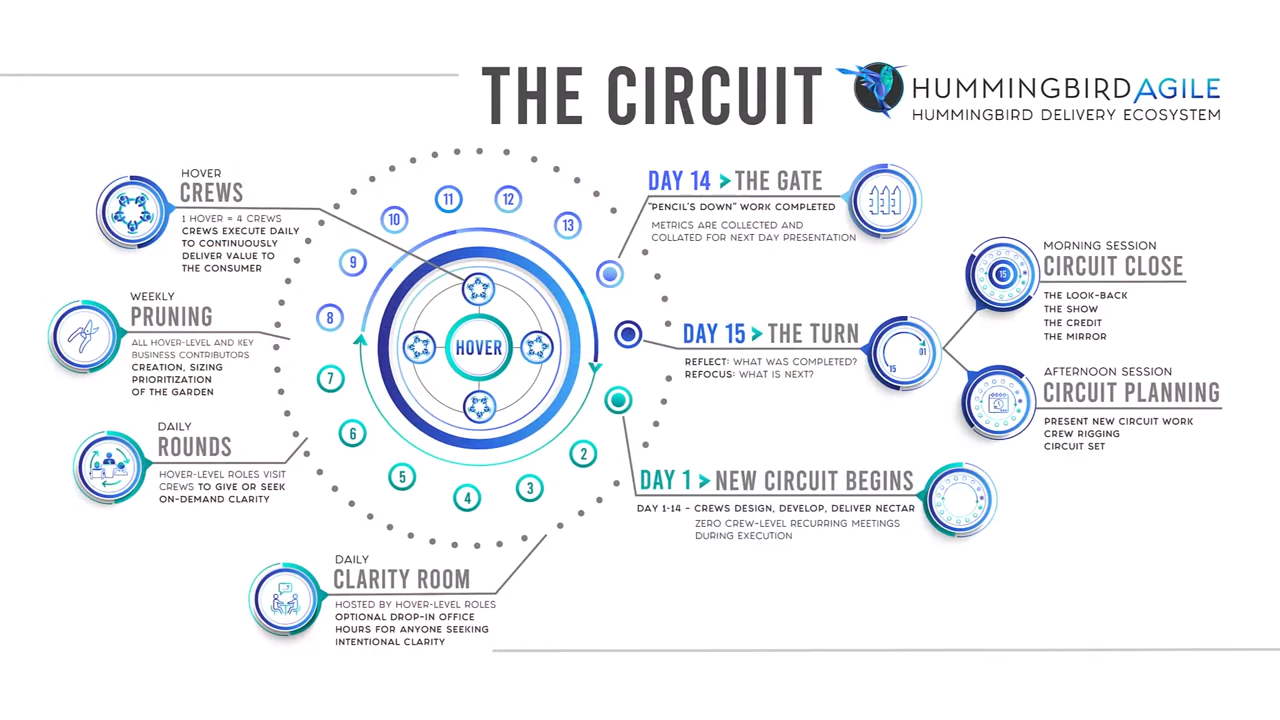 THE CIRCUIT
HUMMINGBIRDAGILE
HUMMINGBIRD DELIVERY ECOSYSTEM
HOVER
CREWS
1 HOVER = 4 CREWS
CREWS EXECUTE DAILY
TO CONTINUOUSLY
DELIVER VALUE TO
THE CONSUMER
WEEKLY
PRUNING
ALL HOVER-LEVEL AND KEY
BUSINESS CONTRIBUTORS
CREATION, SIZING
PRIORITIZATION
OF THE GARDEN
DAILY
ROUNDS
HOVER-LEVEL ROLES VISIT
CREWS TO GIVE OR SEEK
ON-DEMAND CLARITY
DAILY
CLARITY ROOM
HOSTED BY HOVER-LEVEL ROLES
OPTIONAL DROP-IN OFFICE
HOURS FOR ANYONE SEEKING
INTENTIONAL CLARITY
HOVER
2
3
4
5
6
7
8
9
10
11
12
13
DAY 14 > THE GATE
"PENCIL'S DOWN" WORK COMPLETED
METRICS ARE COLLECTED AND
COLLATED FOR NEXT DAY PRESENTATION
DAY 15 > THE TURN
REFLECT: WHAT WAS COMPLETED?
REFOCUS: WHAT IS NEXT?
01
15
DAY 1 > NEW CIRCUIT BEGINS
DAY 1-14 - CREWS DESIGN, DEVELOP, DELIVER NECTAR
ZERO CREW-LEVEL RECURRING MEETINGS
DURING EXECUTION
15
MORNING SESSION
CIRCUIT CLOSE
THE LOOK-BACK
THE SHOW
THE CREDIT
THE MIRROR
AFTERNOON SESSION
CIRCUIT PLANNING
PRESENT NEW CIRCUIT WORK
CREW RIGGING
CIRCUIT SET